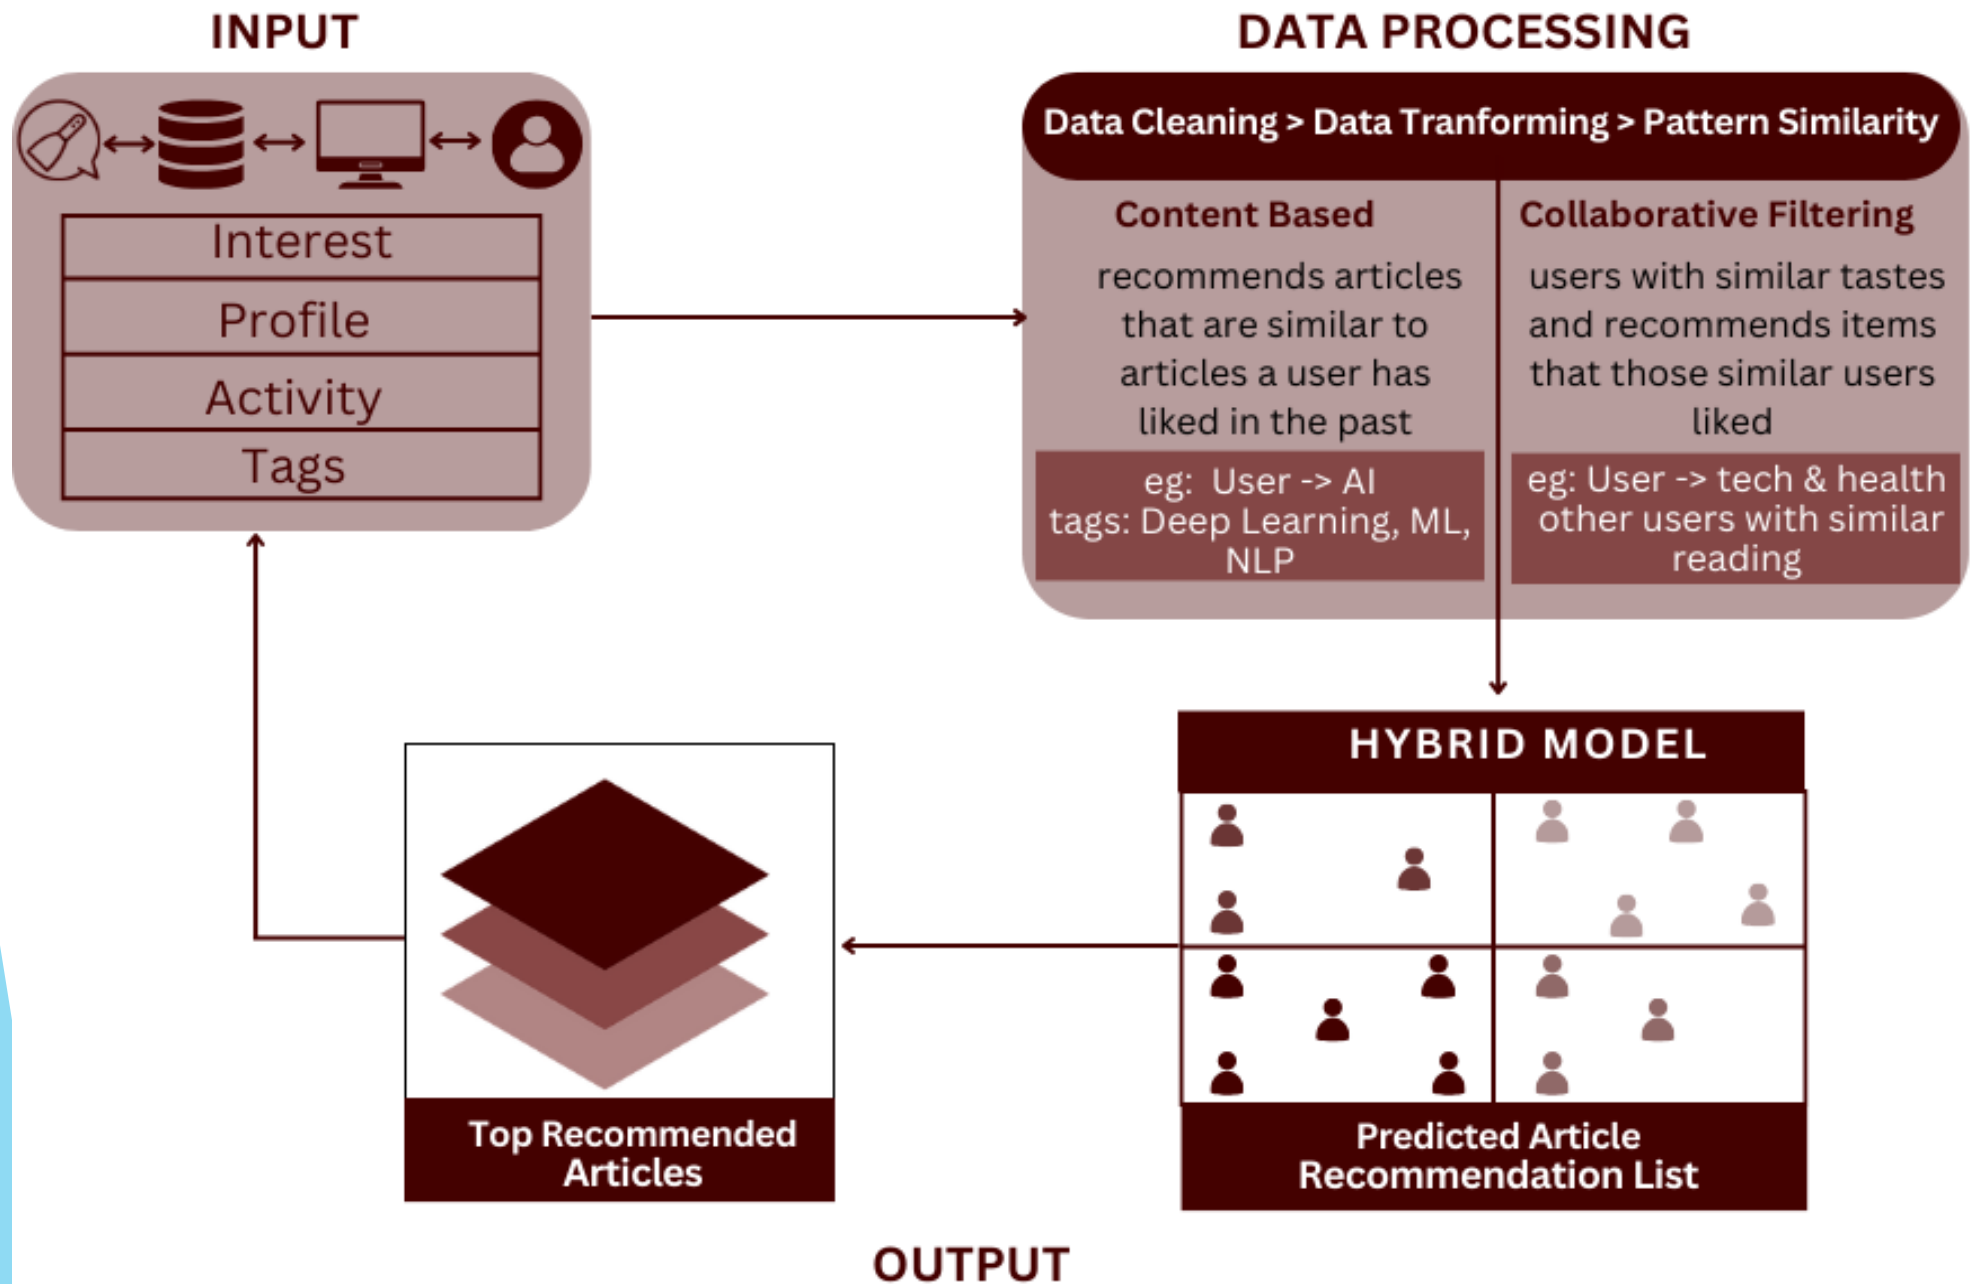 INPUT
Interest
Profile
Activity
Tags
DATA PROCESSING
Data Cleaning > Data Tranforming > Pattern Similarity
Content Based
recommends articles
that are similar to
articles a user has
liked in the past
eg:  User -> AI
tags: Deep Learning, ML,
NLP
Collaborative Filtering
users with similar tastes
and recommends items
that those similar users
liked
eg: User -> tech & health
other users with similar
reading
HYBRID MODEL
Predicted Article
Recommendation List
Top Recommended
Articles
OUTPUT